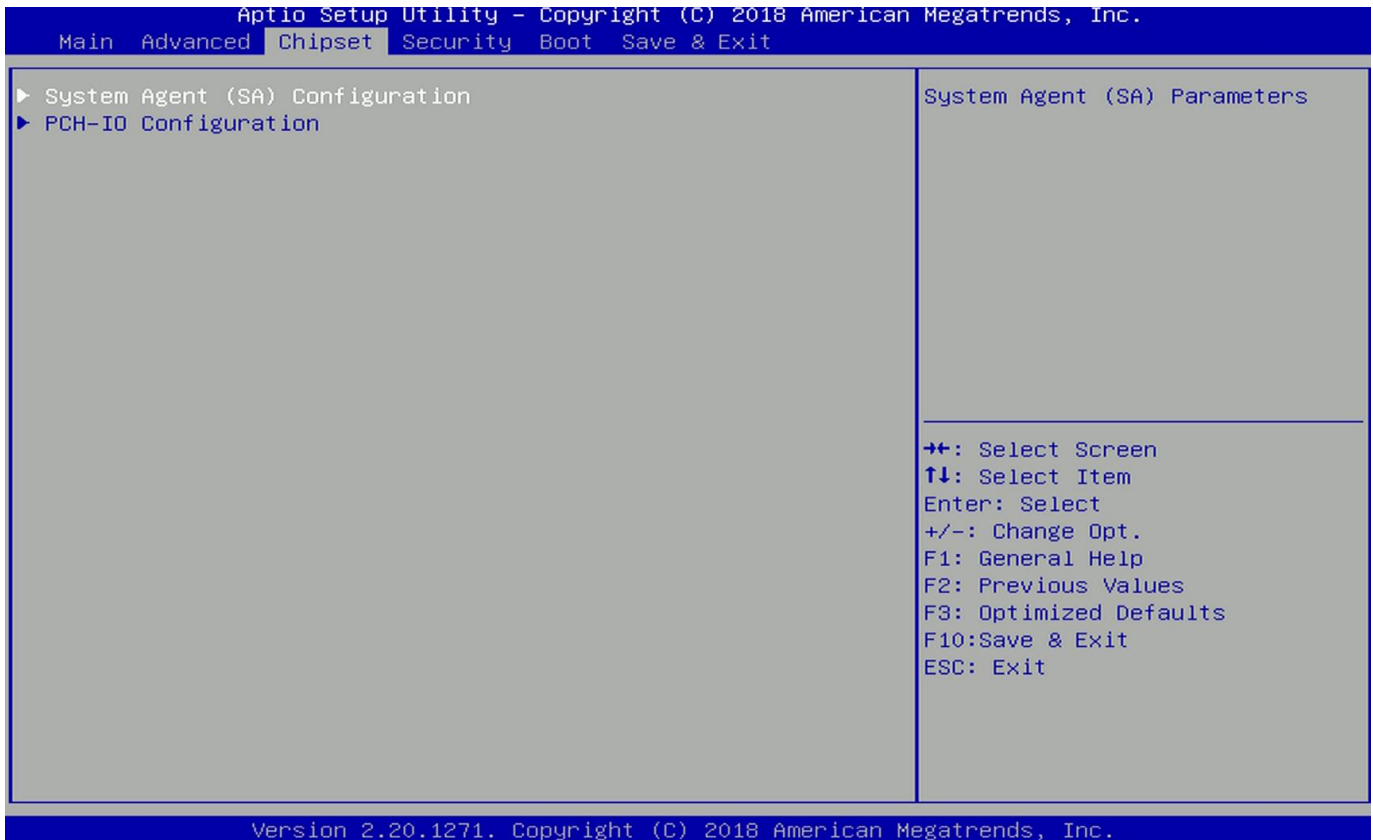 Aptio Setup Utility – Copyright (C) 2018 American Megatrends, Inc.
Main Advanced Chipset Security Boot Save & Exit
► System Agent (SA) Configuration
► PCH-IO Configuration
System Agent (SA) Parameters
→←: Select Screen
↑↓: Select Item
Enter: Select
+/-: Change Opt.
F1: General Help
F2: Previous Values
F3: Optimized Defaults
F10:Save & Exit
ESC: Exit
Version 2.20.1271. Copyright (C) 2018 American Megatrends, Inc.